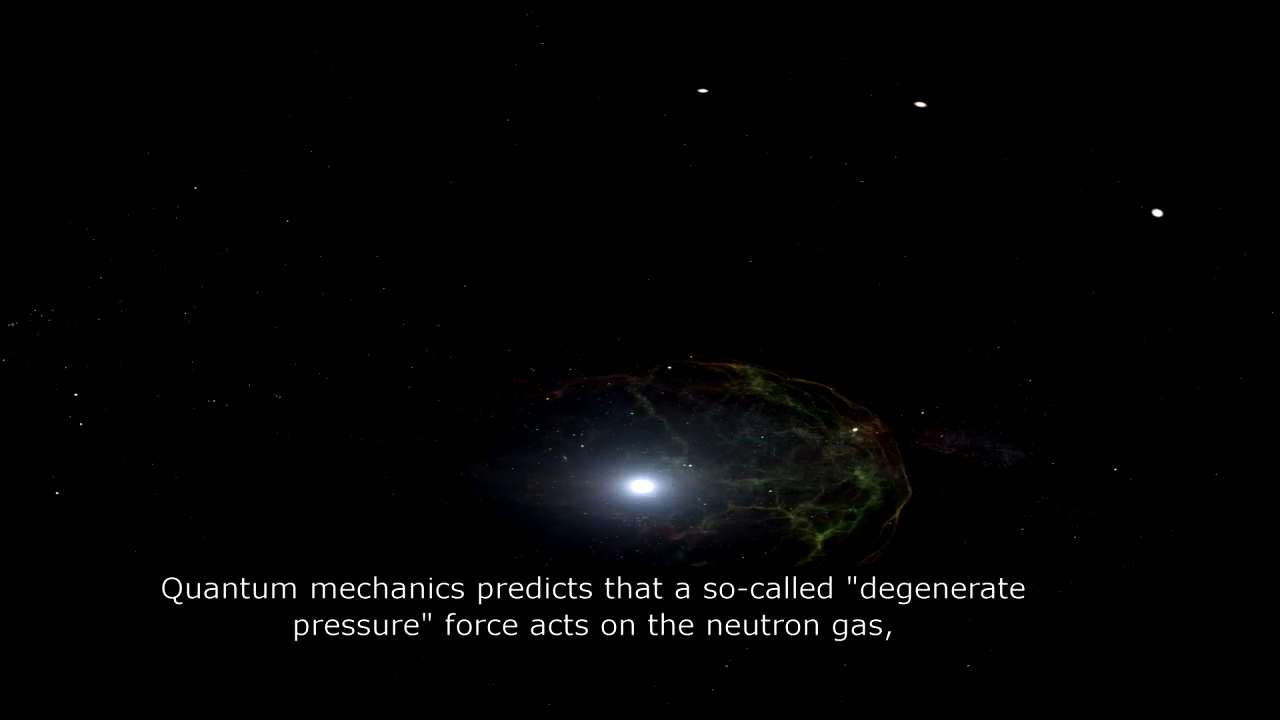 Quantum mechanics predicts that a so-called "degenerate
pressure" force acts on the neutron gas,